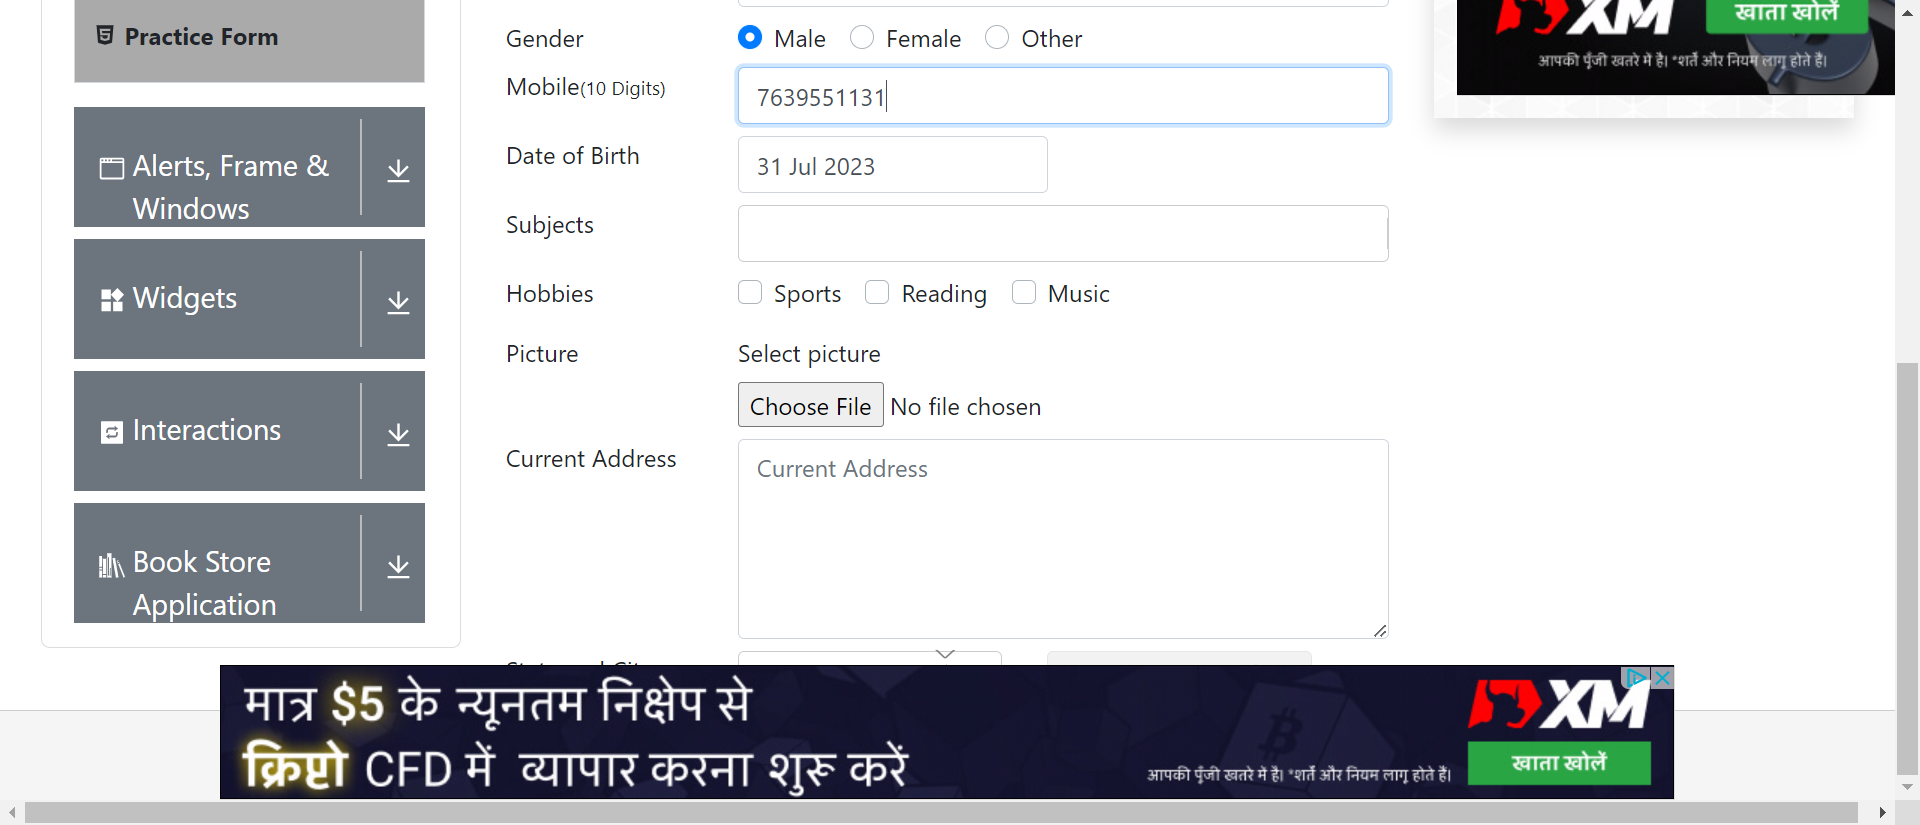 Practice Form
Alerts, Frame &
Windows
Widgets
Interactions
Book Store
Application
Gender
Male
Female
Other
Mobile(10 Digits)
7639551131
Date of Birth
31 Jul 2023
Subjects
Hobbies
Sports
Reading
Music
Picture
Select picture
Choose File No file chosen
Current Address
Current Address
XM
खाता खोलें
आपकी पूँजी खतरे में है। *शर्तें और नियम लागू होते हैं।
मात्र $5 के न्यूनतम निक्षेप से
क्रिप्टो CFD में व्यापार करना शुरू करें
XM
खाता खोलें
आपकी पूँजी खतरे में है। *शर्तें और नियम लागू होते हैं।